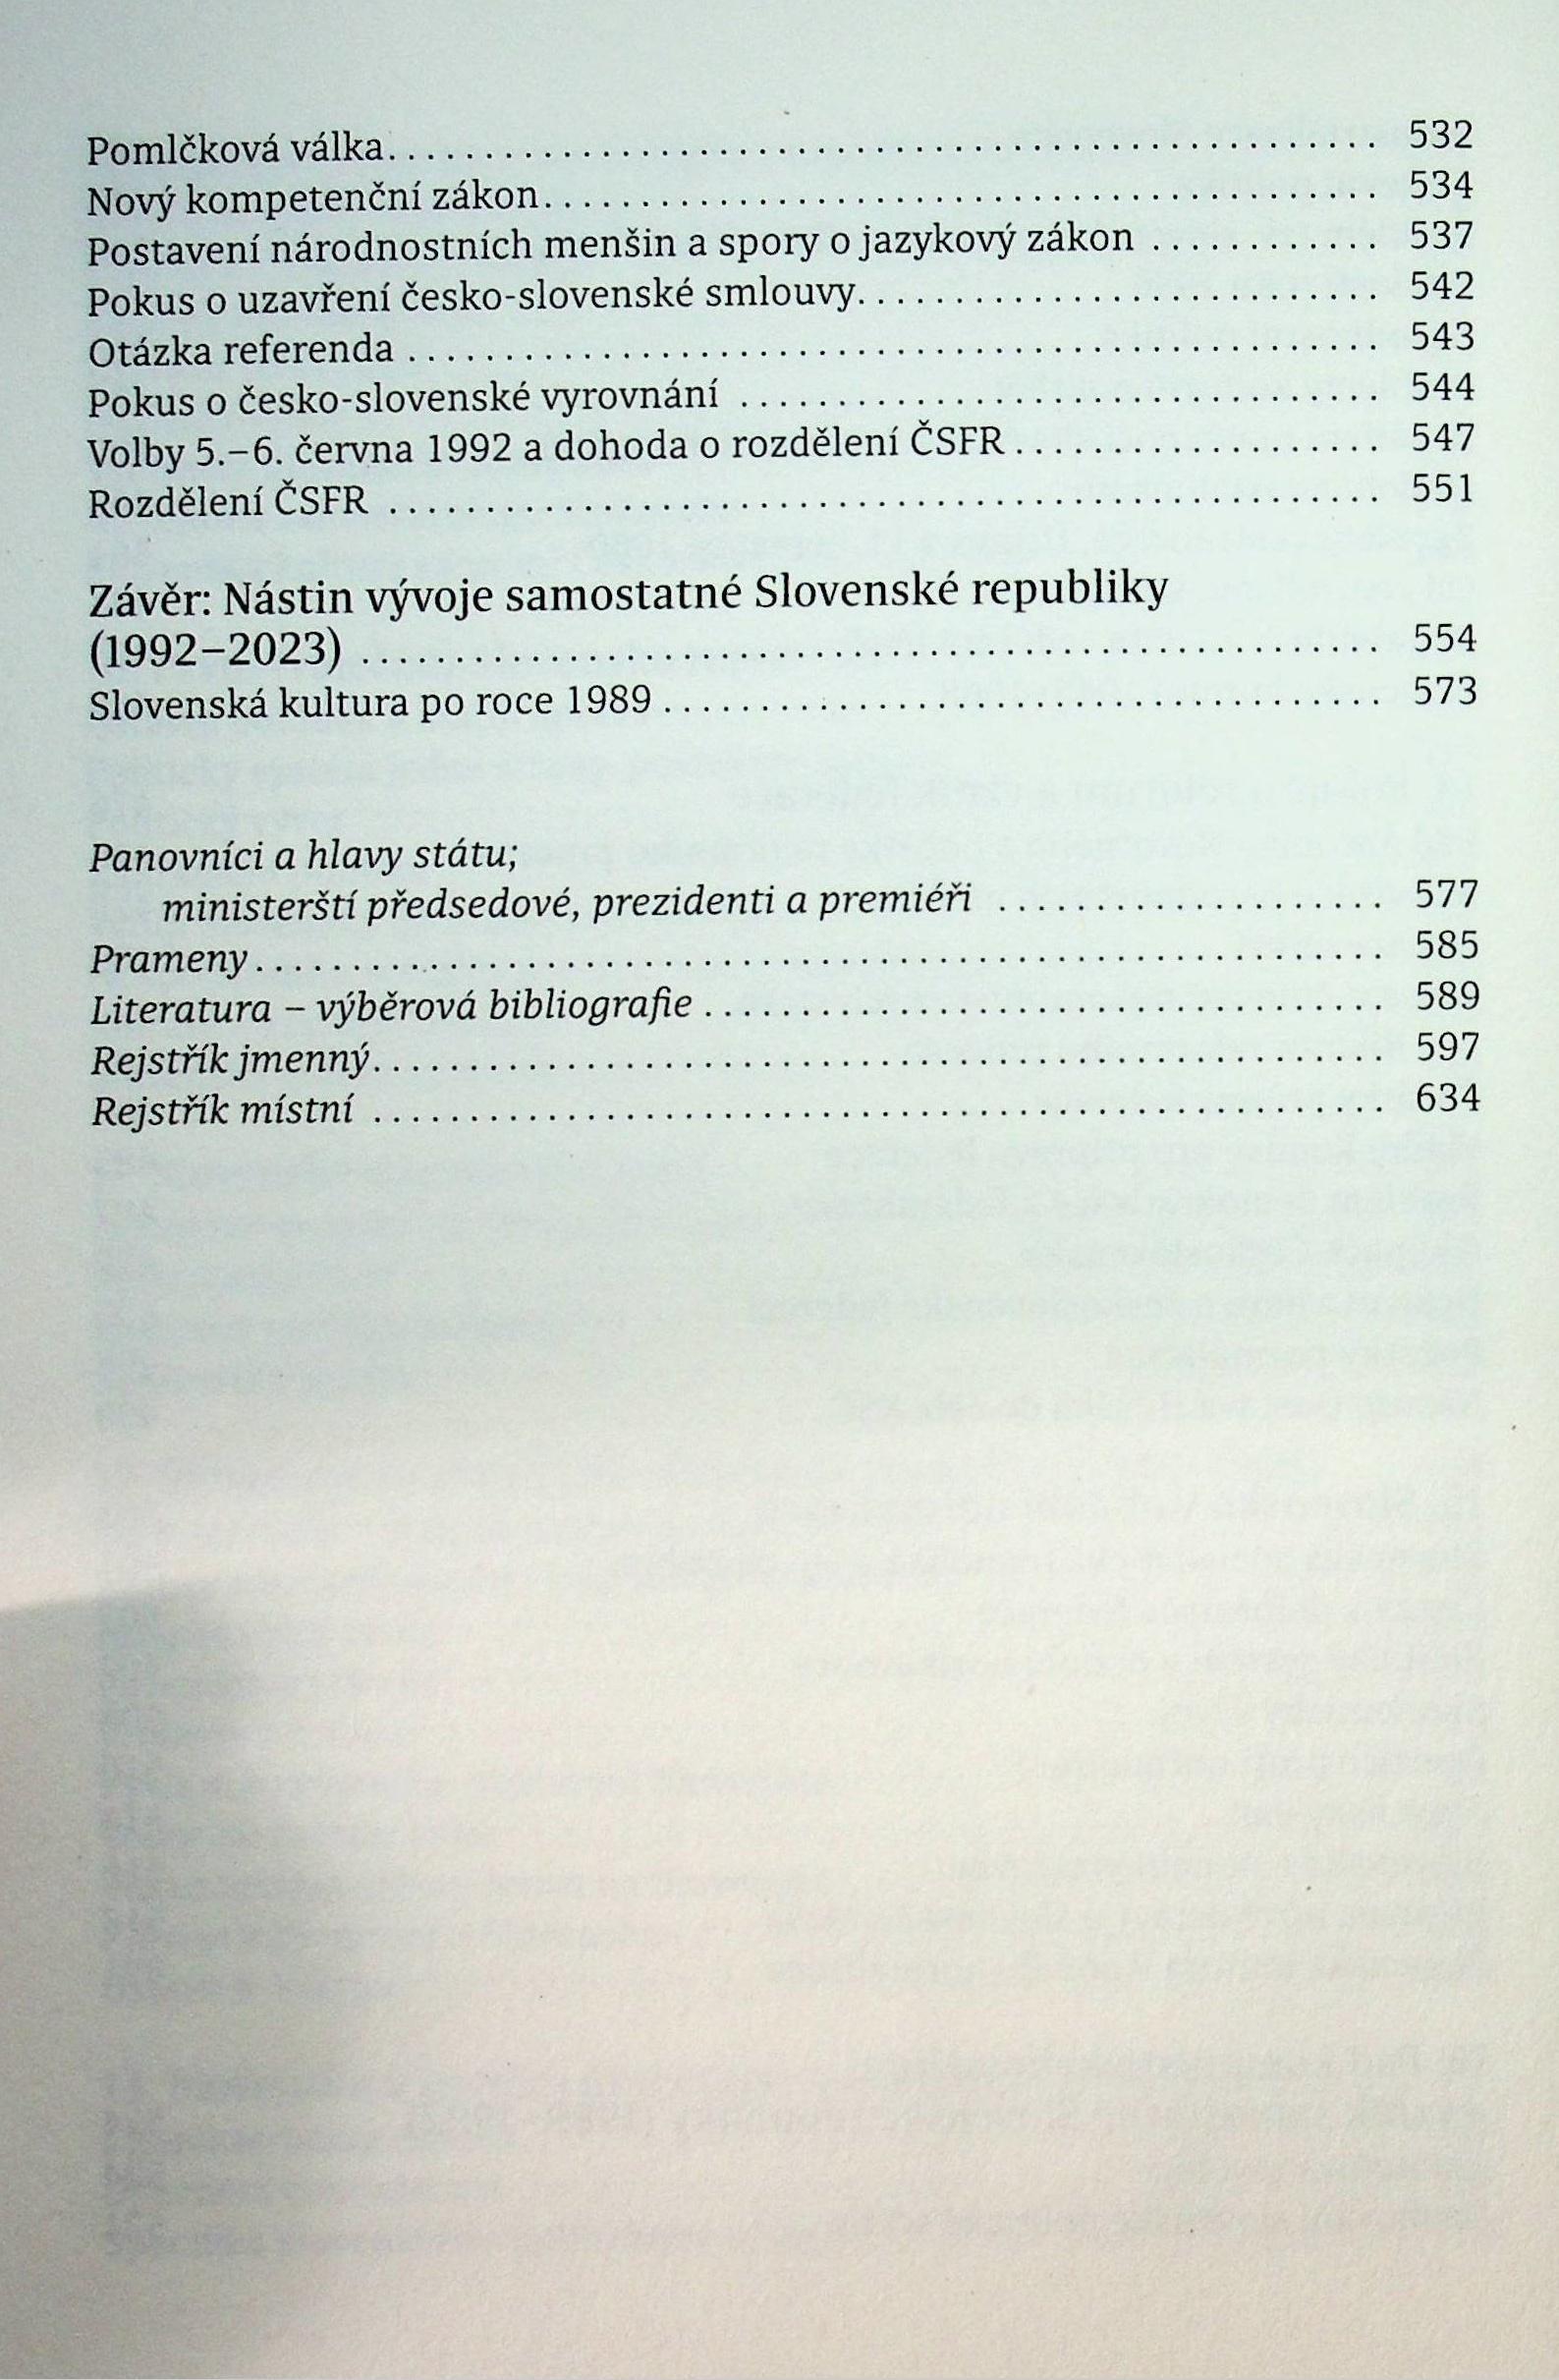 Pomlčková válka. . . . . . . . . . . . . . . . . . . . . . . . . . . . . . . . . . . . . . . . . . . . . . . . . . . 532
Nový kompetenční zákon. . . . . . . . . . . . . . . . . . . . . . . . . . . . . . . . . . . . . . . . . . . 534
Postavení národnostních menšin a spory o jazykový zákon . . . . . . . . . . . . 537
Pokus o uzavření česko-slovenské smlouvy. . . . . . . . . . . . . . . . . . . . . . . . . . . 542
Otázka referenda . . . . . . . . . . . . . . . . . . . . . . . . . . . . . . . . . . . . . . . . . . . . . . . . . . 543
Pokus o česko-slovenské vyrovnání . . . . . . . . . . . . . . . . . . . . . . . . . . . . . . . . . 544
Volby 5.–6. června 1992 a dohoda o rozdělení ČSFR . . . . . . . . . . . . . . . . . . . 547
Rozdělení ČSFR . . . . . . . . . . . . . . . . . . . . . . . . . . . . . . . . . . . . . . . . . . . . . . . . . . . 551
Závěr: Nástin vývoje samostatné Slovenské republiky
(1992–2023) . . . . . . . . . . . . . . . . . . . . . . . . . . . . . . . . . . . . . . . . . . . . . . . . . . . . . 554
Slovenská kultura po roce 1989 . . . . . . . . . . . . . . . . . . . . . . . . . . . . . . . . . . . . . 573
Panovníci a hlavy státu;
ministerští předsedové, prezidenti a premiéři . . . . . . . . . . . . . . . . . . . . 577
Prameny . . . . . . . . . . . . . . . . . . . . . . . . . . . . . . . . . . . . . . . . . . . . . . . . . . . . . . . . . . 585
Literatura – výběrová bibliografie . . . . . . . . . . . . . . . . . . . . . . . . . . . . . . . . . . . 589
Rejstřík jmenný. . . . . . . . . . . . . . . . . . . . . . . . . . . . . . . . . . . . . . . . . . . . . . . . . . . . 597
Rejstřík místní . . . . . . . . . . . . . . . . . . . . . . . . . . . . . . . . . . . . . . . . . . . . . . . . . . . . 634